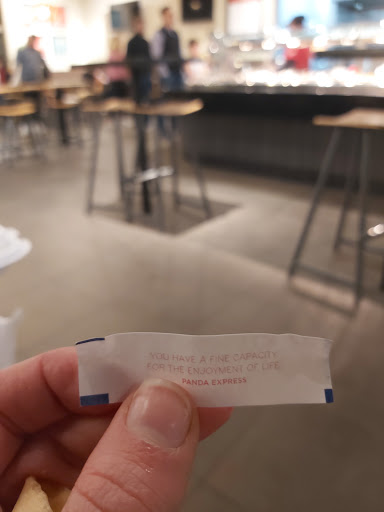 YOU HAVE A FINE CAPACITY
FOR THE ENJOYMENT OF LIFE.
PANDA EXPRESS